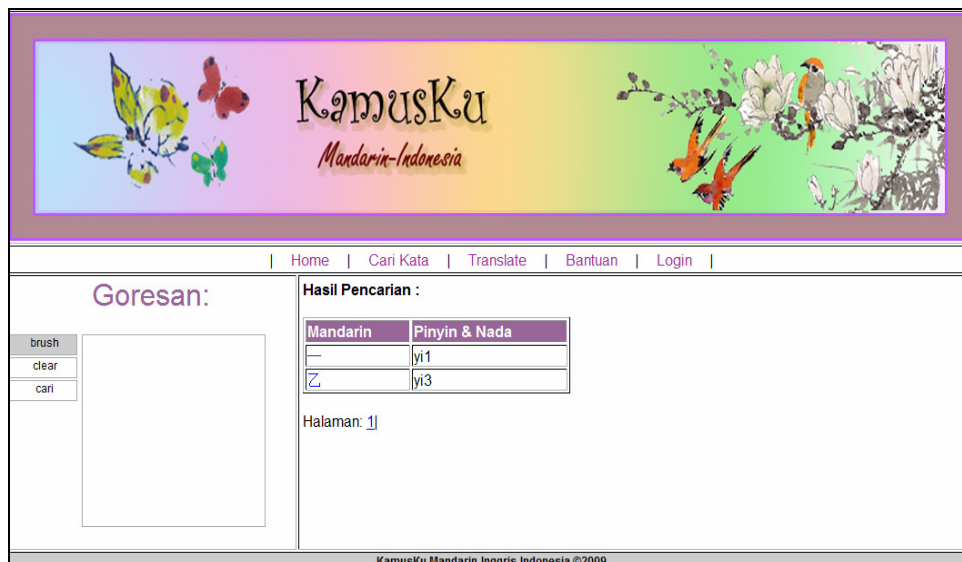 KamusKu
Mandarin-Indonesia
| Home | Cari Kata | Translate | Bantuan | Login |
Goresan:
brush
clear
cari
Hasil Pencarian :
Mandarin Pinyin & Nada
一 yi1
乙 yi3
Halaman: 1|
KamusKu Mandarin Inggris Indonesia ©2009